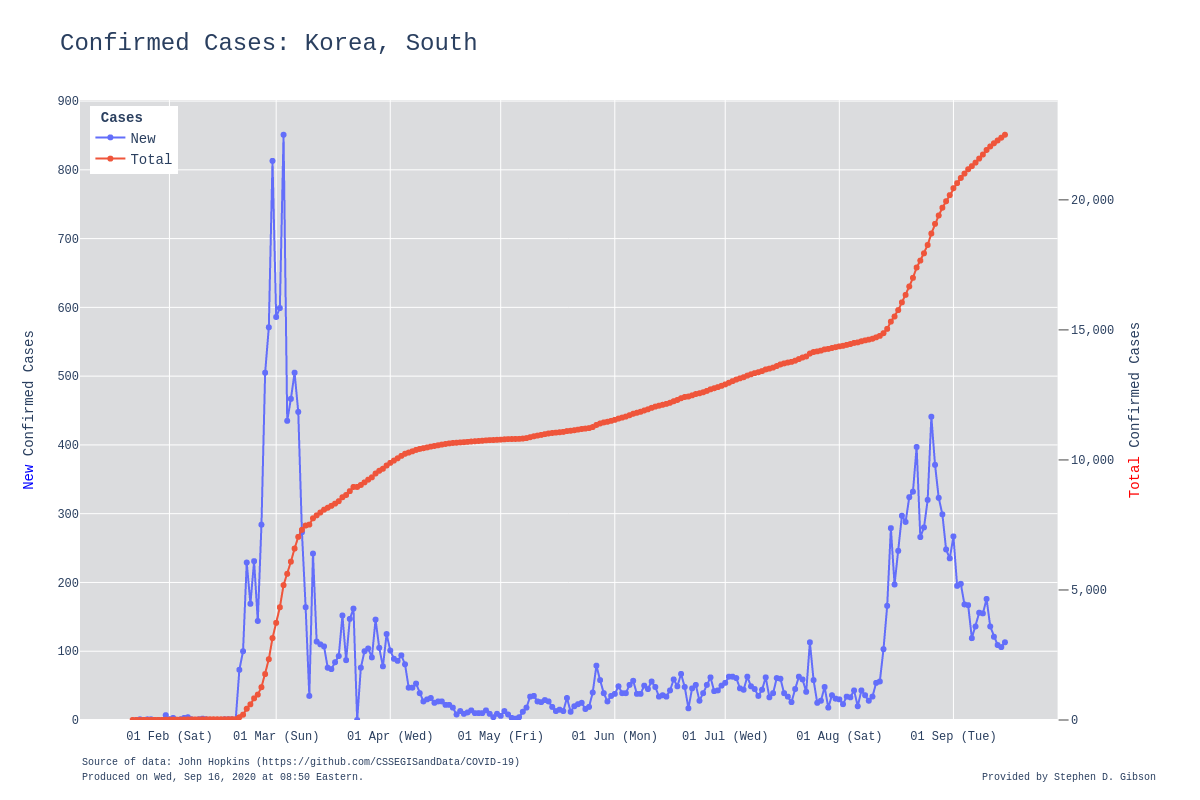 Confirmed Cases: Korea, South
Cases
New
Total
900
800
700
600
500
400
300
200
100
0
New Confirmed Cases
20,000
15,000
10,000
5,000
0
Total Confirmed Cases
01 Feb (Sat)
01 Mar (Sun)
01 Apr (Wed)
01 May (Fri)
01 Jun (Mon)
01 Jul (Wed)
01 Aug (Sat)
01 Sep (Tue)
Source of data: John Hopkins (https://github.com/CSSEGISandData/COVID-19)
Produced on Wed, Sep 16, 2020 at 08:50 Eastern.
Provided by Stephen D. Gibson